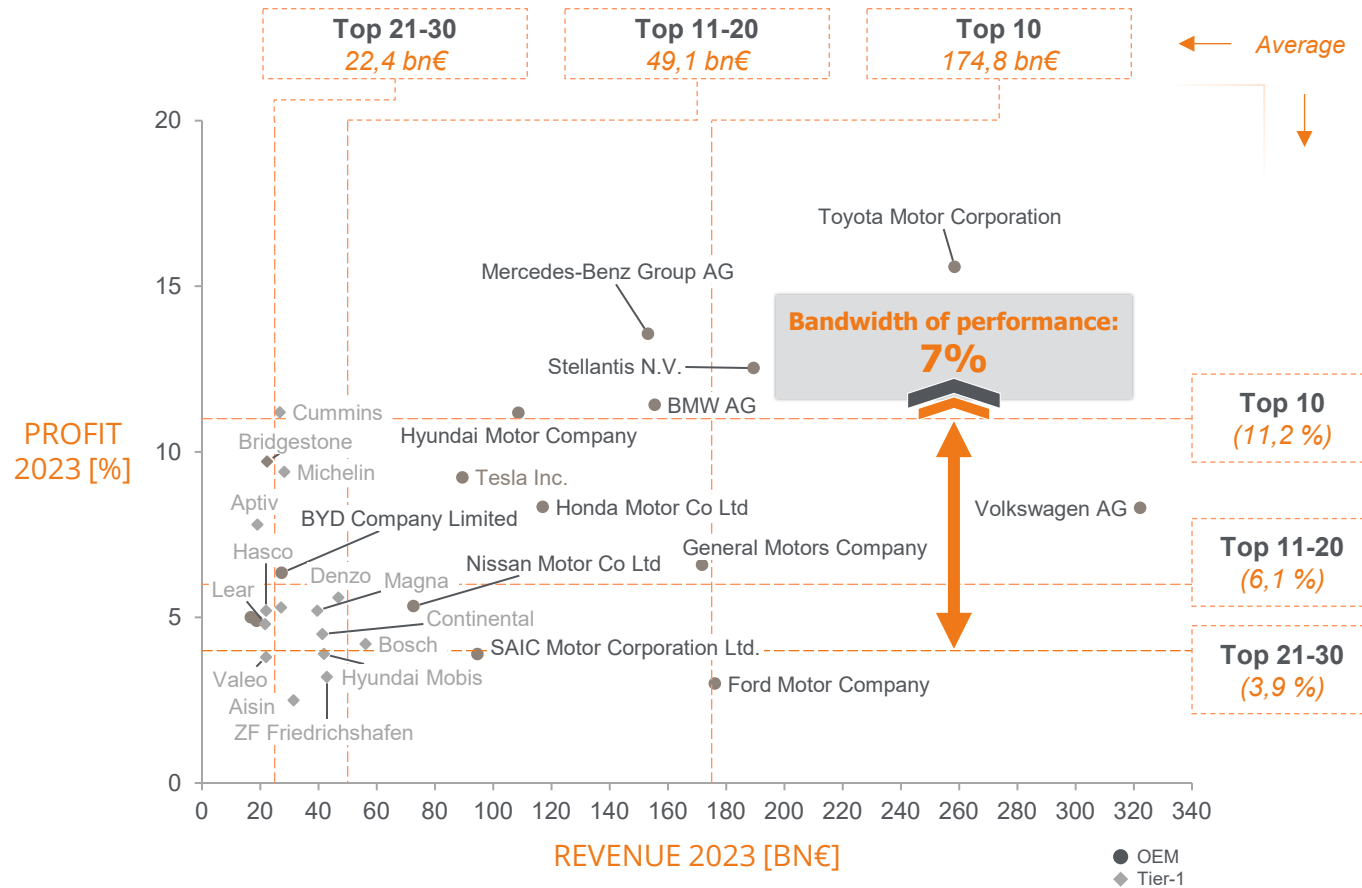 Top 21-30
22,4 bn€
Top 11-20
49,1 bn€
Top 10
174,8 bn€
Average
20
15
10
5
0
PROFIT
2023 [%]
Toyota Motor Corporation
Mercedes-Benz Group AG
Bandwidth of performance:
7%
Stellantis N.V.
BMW AG
Cummins
Hyundai Motor Company
Bridgestone
Michelin
Tesla Inc.
Aptiv
BYD Company Limited
Honda Motor Co Ltd
Volkswagen AG
Hasco
General Motors Company
Nissan Motor Co Ltd
Denzo
Magna
Lear
Continental
Bosch
SAIC Motor Corporation Ltd.
Valeo
Hyundai Mobis
Ford Motor Company
Aisin
ZF Friedrichshafen
Top 10
(11,2 %)
Top 11-20
(6,1 %)
Top 21-30
(3,9 %)
0 20 40 60 80 100 120 140 160 180 200 220 240 260 280 300 320 340
REVENUE 2023 [BN€]
OEM
Tier-1